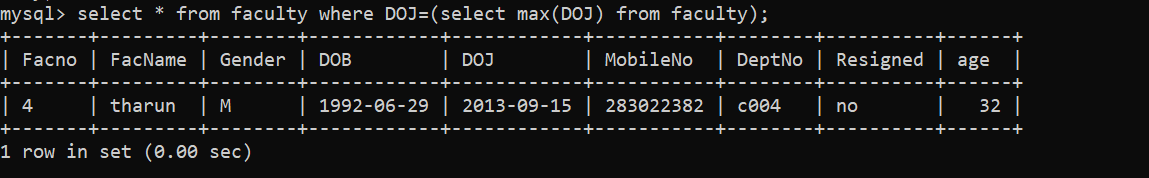 mysql> select * from faculty where DOJ=(select max(DOJ) from faculty);
+-------+---------+--------+------------+------------+-----------+--------+----------+------+
| Facno | FacName | Gender | DOB        | DOJ        | MobileNo  | DeptNo | Resigned | age  |
+-------+---------+--------+------------+------------+-----------+--------+----------+------+
| 4     | tharun  | M      | 1992-06-29 | 2013-09-15 | 283022382 | c004   | no       |   32 |
+-------+---------+--------+------------+------------+-----------+--------+----------+------+
1 row in set (0.00 sec)